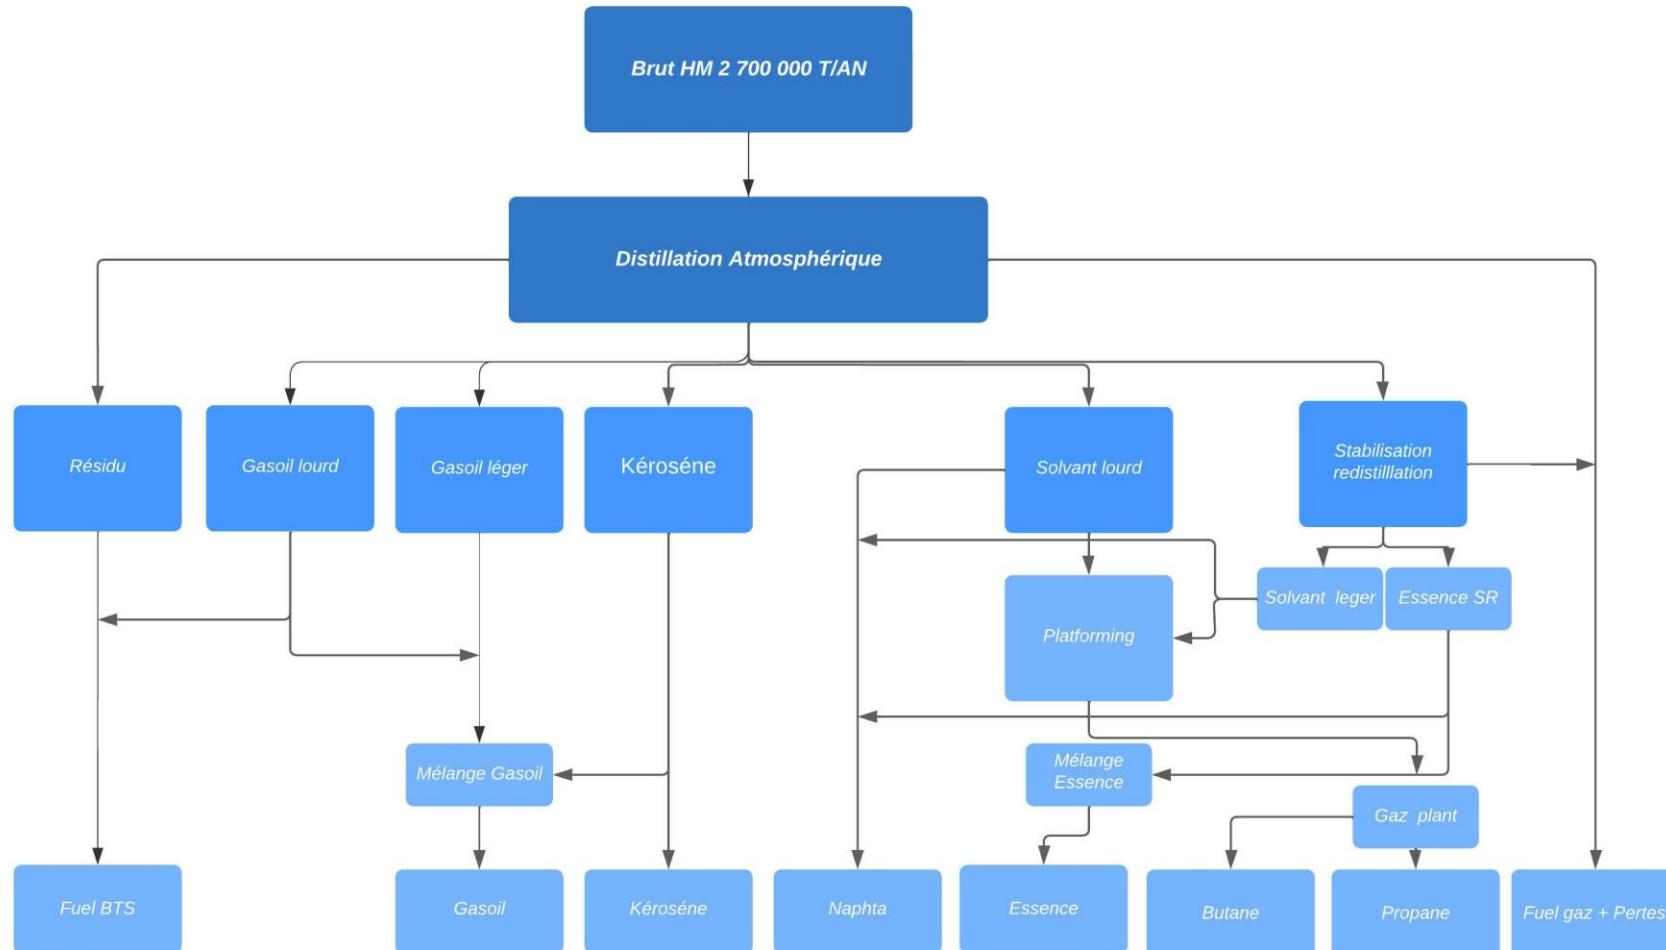 Brut HM 2 700 000 T/AN
Distillation Atmosphérique
Résidu
Gasoil lourd
Gasoil léger
Kéroséne
Solvant lourd
Stabilisation
redistilllation
Solvant leger
Essence SR
Platforming
Mélange Gasoil
Mélange
Essence
Gaz plant
Fuel BTS
Gasoil
Kéroséne
Naphta
Essence
Butane
Propane
Fuel gaz + Pertes